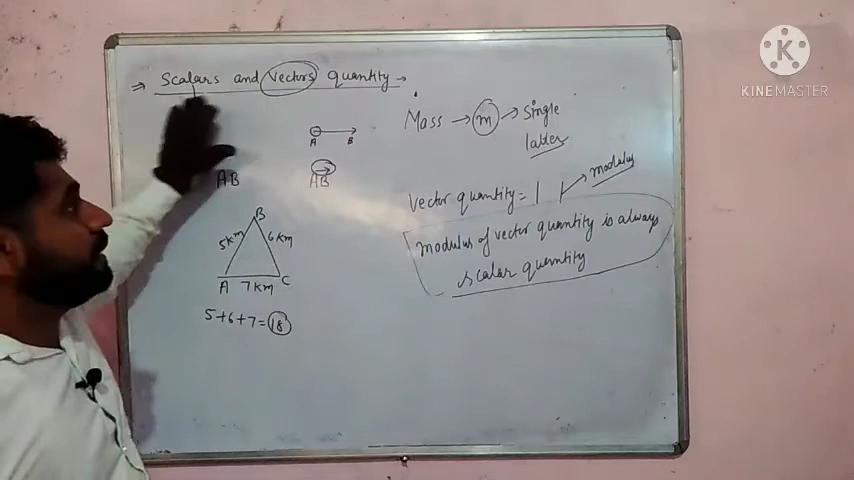 ⇒ Scalars and Vectors quantity →
A B
AB
AB
B
5km
6km
A 7km C
5+6+7=18
Mass → m → single
latter
Vector quantity = | | modulus
modulus of vector quantity is always
scalar quantity
K
KINEMASTER